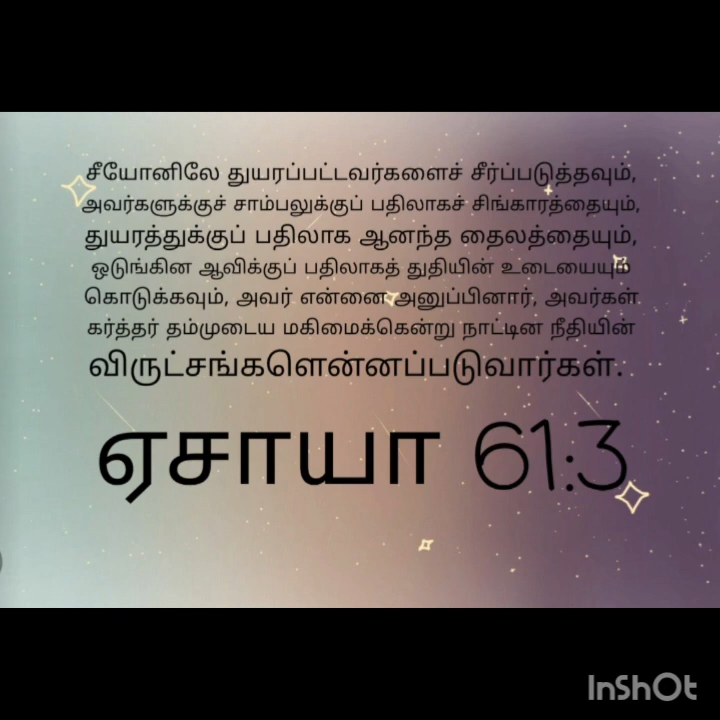 சீயோனிலே துயரப்பட்டவர்களைச் சீர்ப்படுத்தவும்,
அவர்களுக்குச் சாம்பலுக்குப் பதிலாகச் சிங்காரத்தையும்,
துயரத்துக்குப் பதிலாக ஆனந்த தைலத்தையும்,
ஒடுங்கின ஆவிக்குப் பதிலாகத் துதியின் உடையையும்
கொடுக்கவும், அவர் என்னை அனுப்பினார், அவர்கள்
கர்த்தர் தம்முடைய மகிமைக்கென்று நாட்டின நீதியின்
விருட்சங்களென்னப்படுவார்கள்.
ஏசாயா 61:3
InShOt